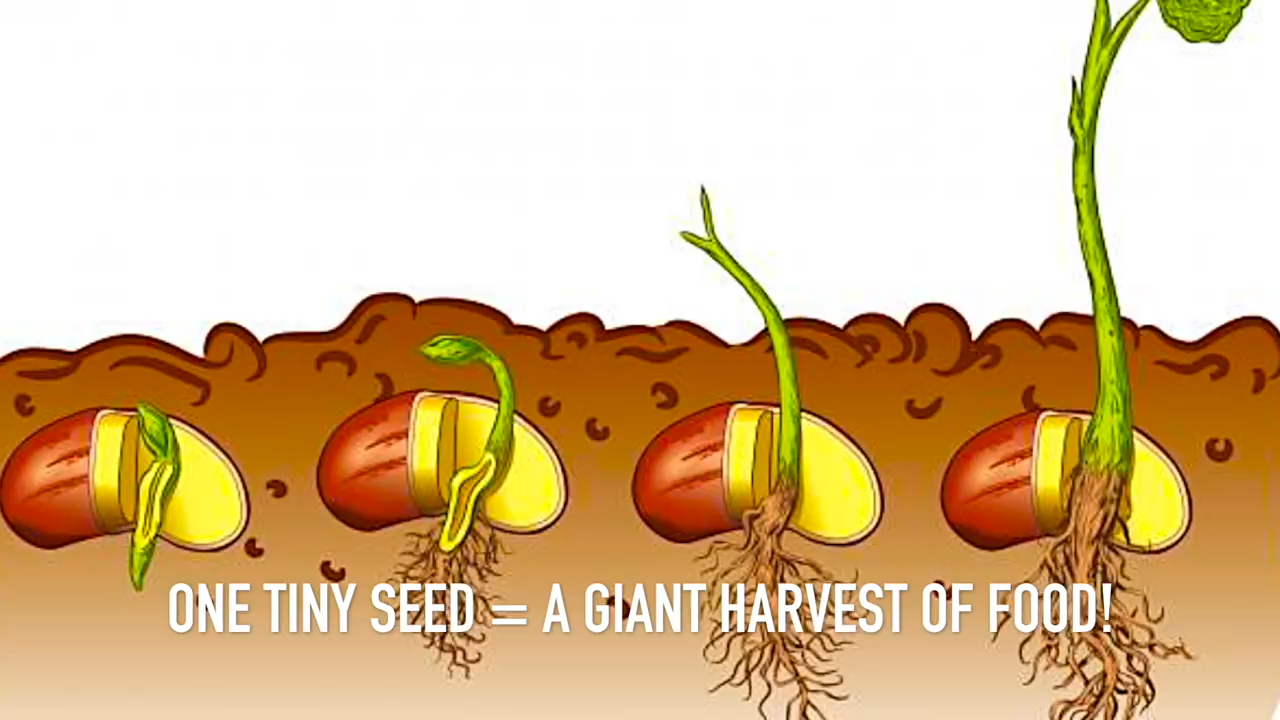 ONE TINY SEED = A GIANT HARVEST OF FOOD!